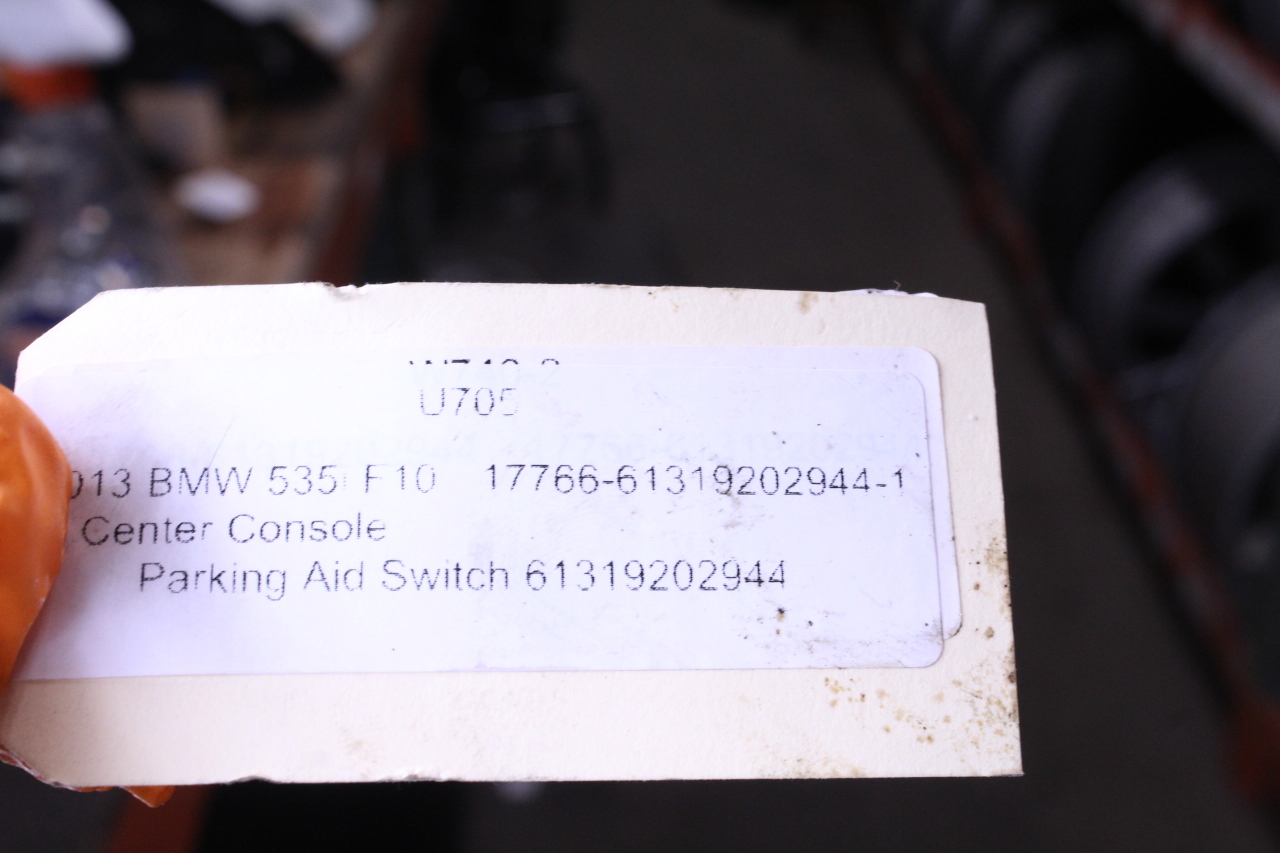 U705
013 BMW 535i F10 17766-61319202944-1
Center Console
Parking Aid Switch 61319202944